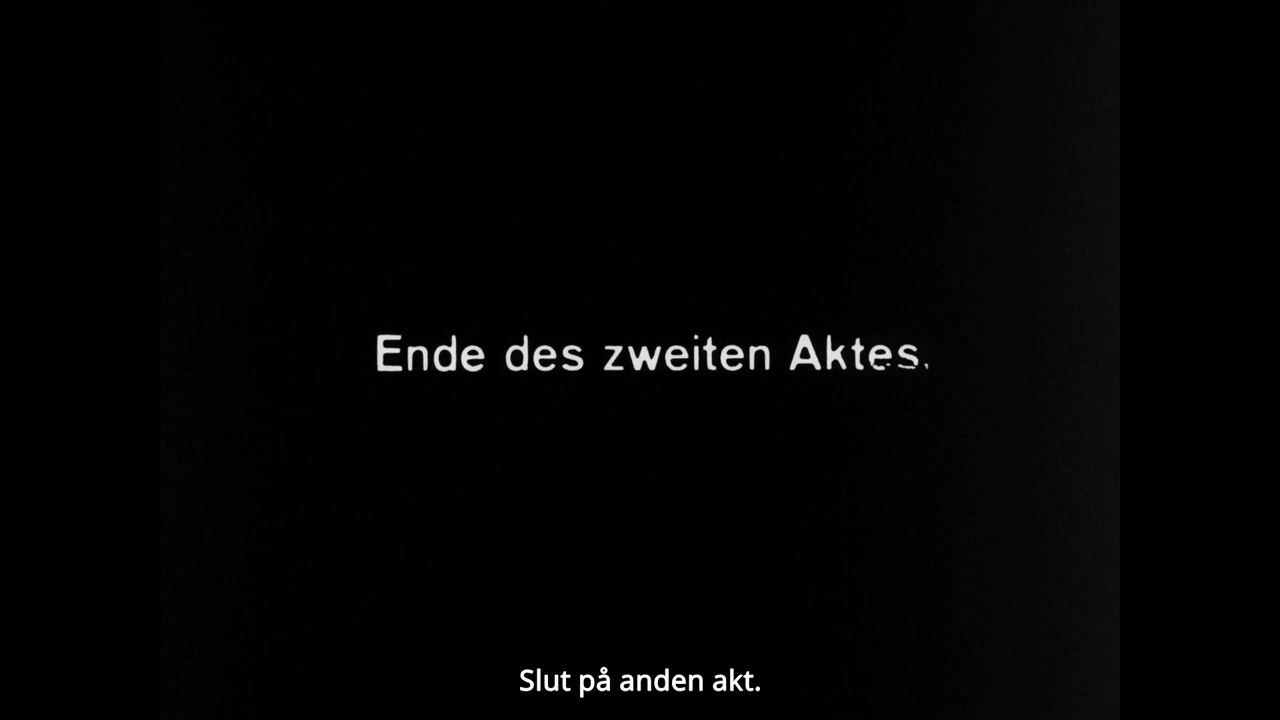 Ende des zweiten Aktes.
Slut på anden akt.